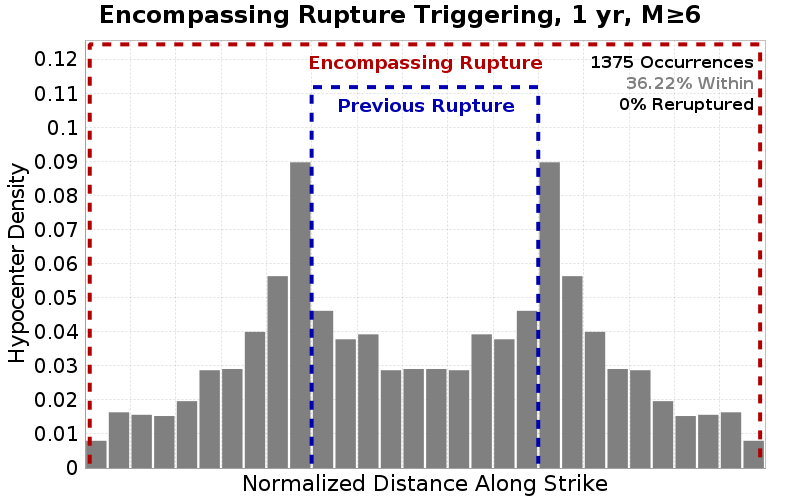 Encompassing Rupture Triggering, 1 yr, M≥6
Encompassing Rupture
1375 Occurrences
36.22% Within
0% Reruptured
Previous Rupture
Hypocenter Density
0.12
0.11
0.1
0.09
0.08
0.07
0.06
0.05
0.04
0.03
0.02
0.01
0
Normalized Distance Along Strike